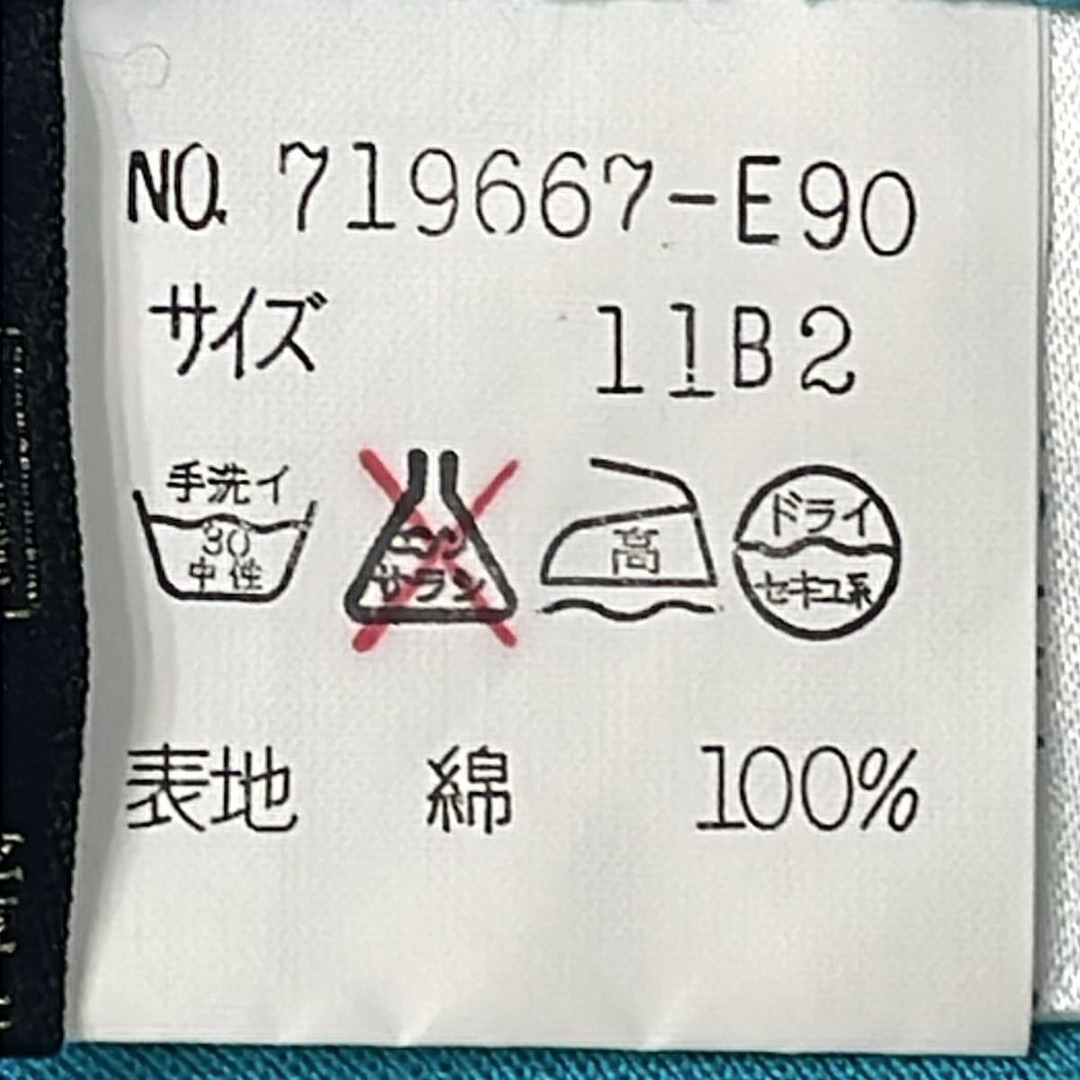 NO. 719667-E90
サイズ 11B2
手洗イ
30
中性
エンソ
サラシ
高
ドライ
セキユ系
表地 綿 100%